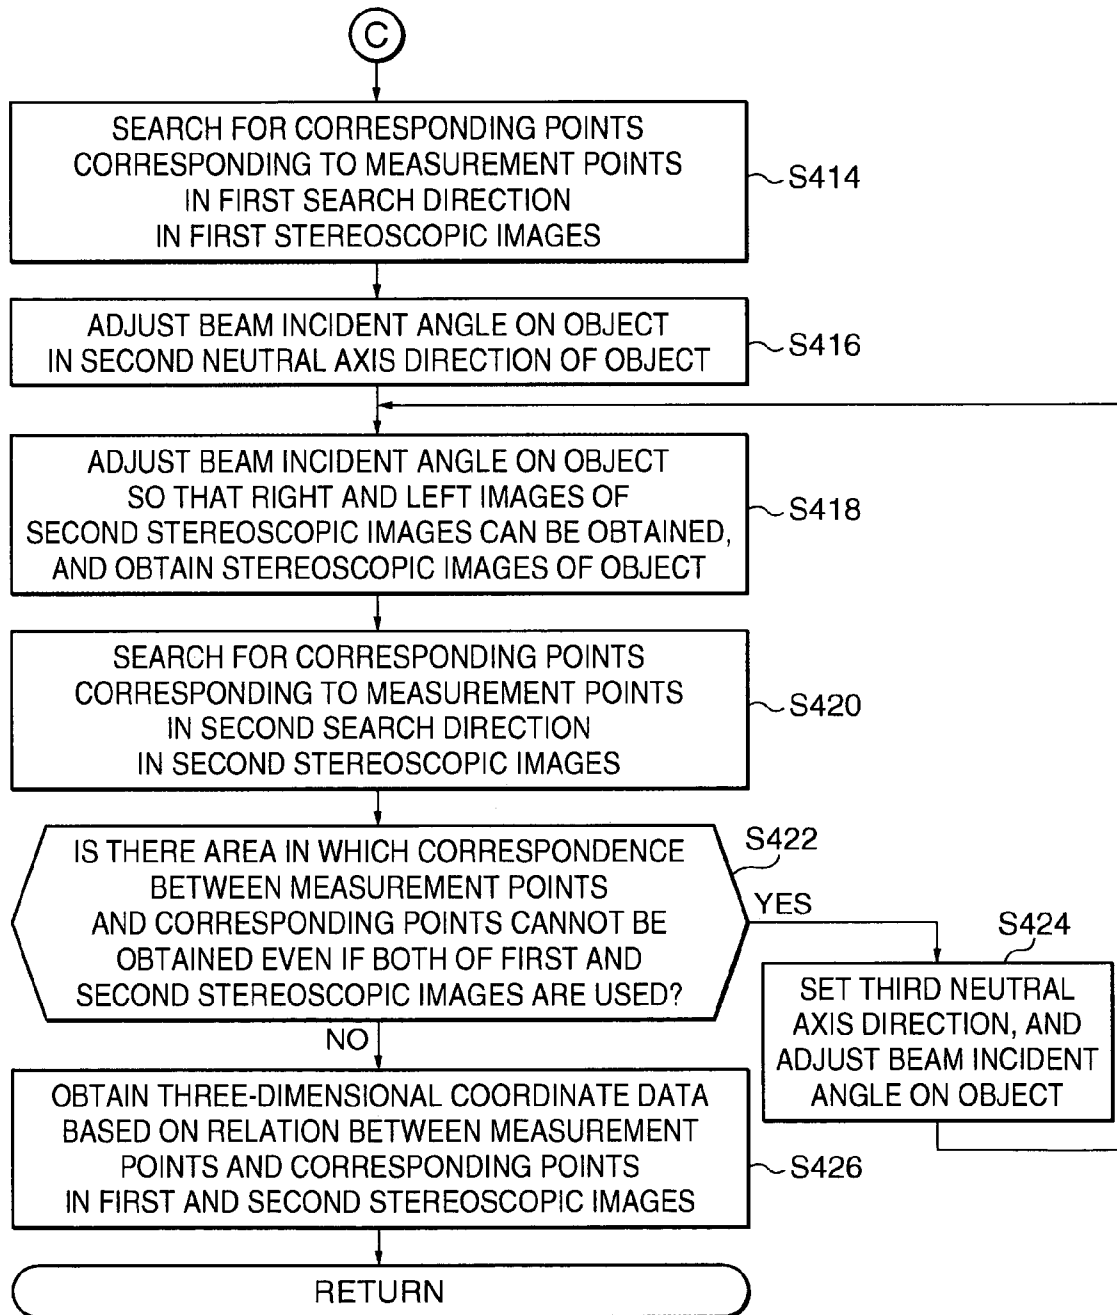 C
SEARCH FOR CORRESPONDING POINTS
CORRESPONDING TO MEASUREMENT POINTS
IN FIRST SEARCH DIRECTION
IN FIRST STEREOSCOPIC IMAGES
S414
ADJUST BEAM INCIDENT ANGLE ON OBJECT
IN SECOND NEUTRAL AXIS DIRECTION OF OBJECT
S416
ADJUST BEAM INCIDENT ANGLE ON OBJECT
SO THAT RIGHT AND LEFT IMAGES OF
SECOND STEREOSCOPIC IMAGES CAN BE OBTAINED,
AND OBTAIN STEREOSCOPIC IMAGES OF OBJECT
S418
SEARCH FOR CORRESPONDING POINTS
CORRESPONDING TO MEASUREMENT POINTS
IN SECOND SEARCH DIRECTION
IN SECOND STEREOSCOPIC IMAGES
S420
IS THERE AREA IN WHICH CORRESPONDENCE
BETWEEN MEASUREMENT POINTS
AND CORRESPONDING POINTS CANNOT BE
OBTAINED EVEN IF BOTH OF FIRST AND
SECOND STEREOSCOPIC IMAGES ARE USED?
S422
YES
S424
SET THIRD NEUTRAL
AXIS DIRECTION, AND
ADJUST BEAM INCIDENT
ANGLE ON OBJECT
NO
OBTAIN THREE-DIMENSIONAL COORDINATE DATA
BASED ON RELATION BETWEEN MEASUREMENT
POINTS AND CORRESPONDING POINTS
IN FIRST AND SECOND STEREOSCOPIC IMAGES
S426
RETURN